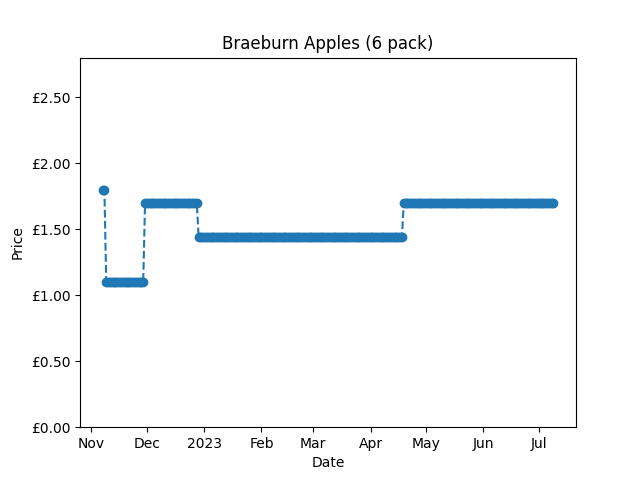 Braeburn Apples (6 pack)
£2.50
£2.00
£1.50
£1.00
£0.50
£0.00
Price
Nov Dec 2023 Feb Mar Apr May Jun Jul
Date